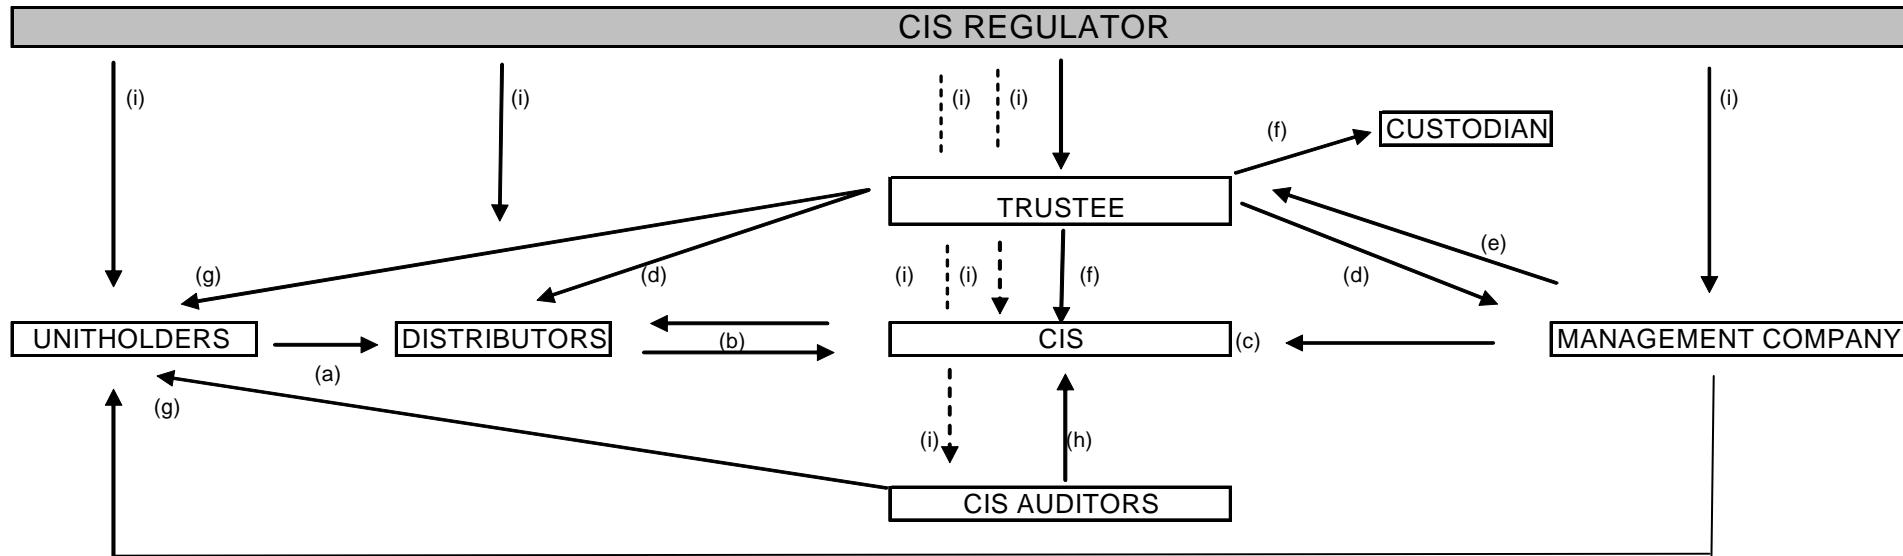 CIS REGULATOR
(i) (i) (i) (i) (i)
(f) CUSTODIAN
TRUSTEE
(e)
(g) (d) (i) (i) (f) (d)
UNITHOLDERS DISTRIBUTORS (b) CIS (c) MANAGEMENT COMPANY
(a)
(g)
(i) (h)
CIS AUDITORS